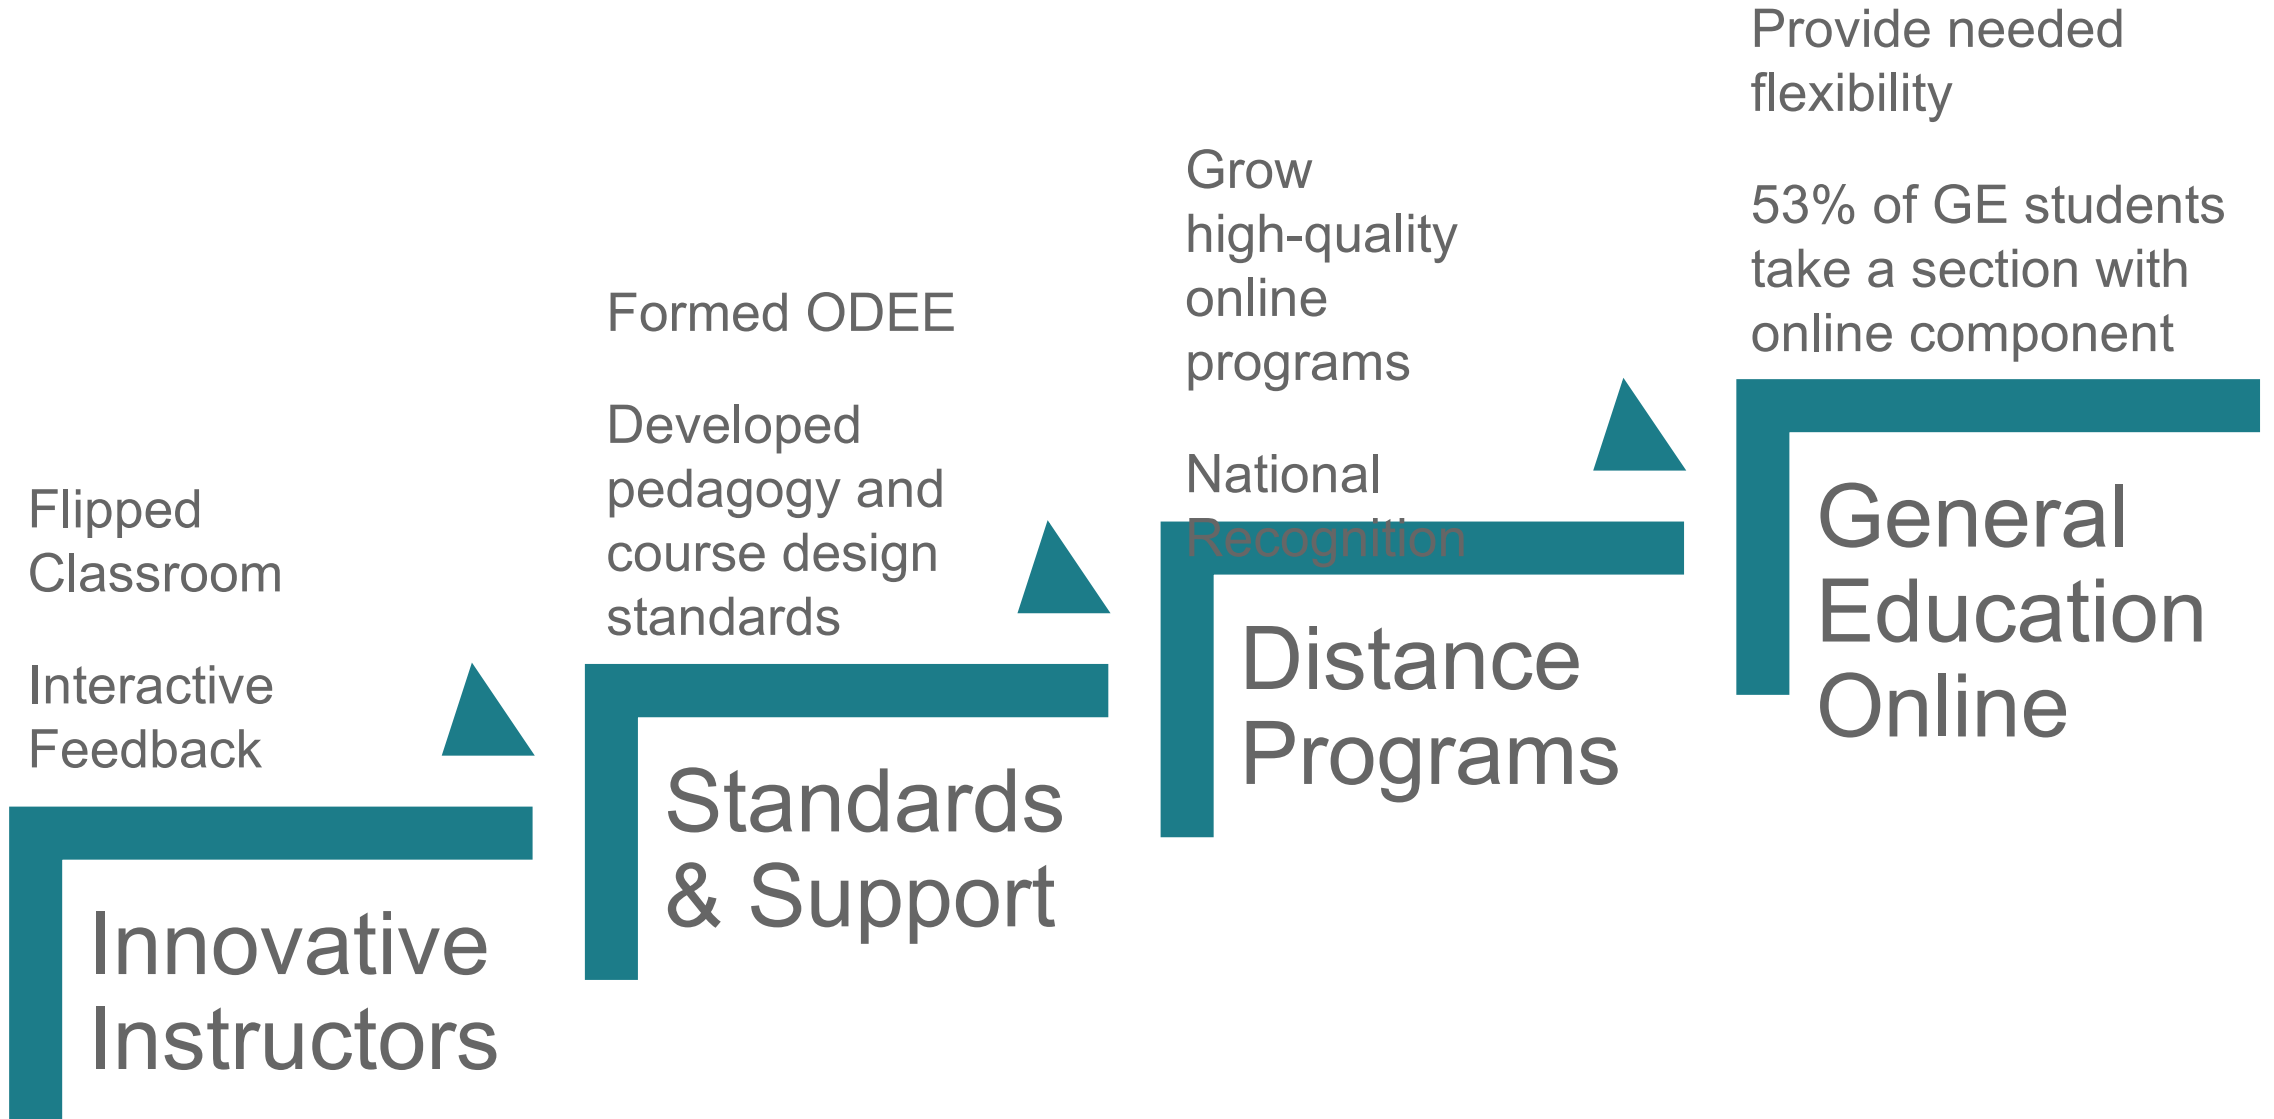 Flipped
Classroom
Interactive
Feedback
Innovative
Instructors
Formed ODEE
Developed
pedagogy and
course design
standards
Standards
& Support
Grow
high-quality
online
programs
National
Recognition
Distance
Programs
Provide needed
flexibility
53% of GE students
take a section with
online component
General
Education
Online